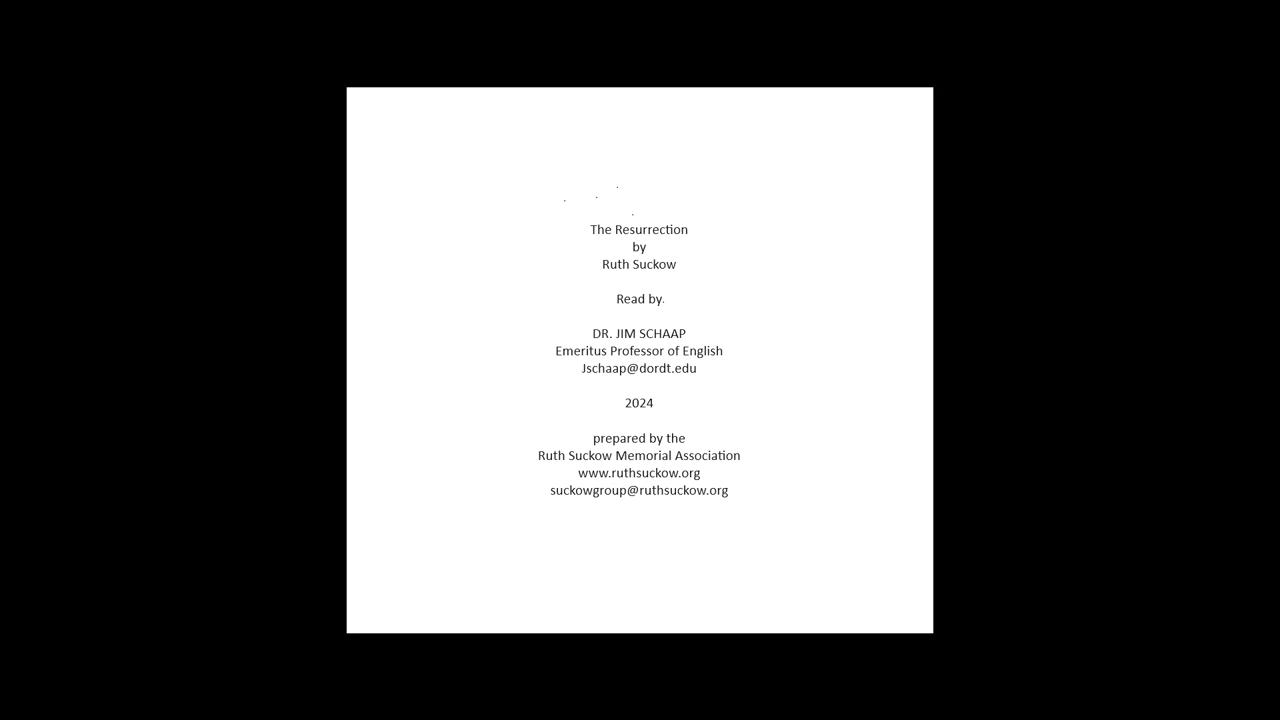 The Resurrection
by
Ruth Suckow
Read by.
DR. JIM SCHAAP
Emeritus Professor of English
Jschaap@dordt.edu
2024
prepared by the
Ruth Suckow Memorial Association
www.ruthsuckow.org
suckowgroup@ruthsuckow.org